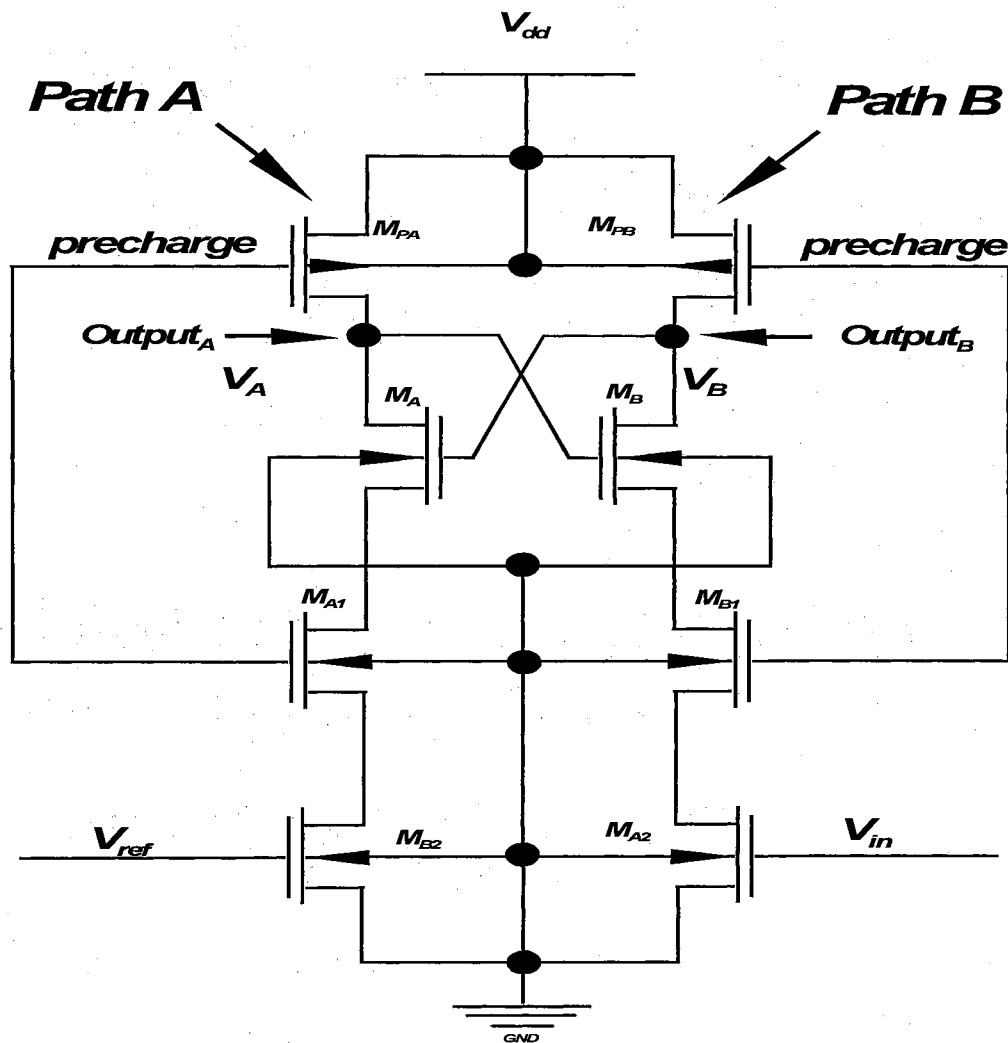 V_dd
Path A
Path B
M_PA
M_PB
precharge
precharge
Output_A
Output_B
V_A
V_B
M_A
M_B
M_A1
M_B1
V_ref
M_B2
M_A2
V_in
GND